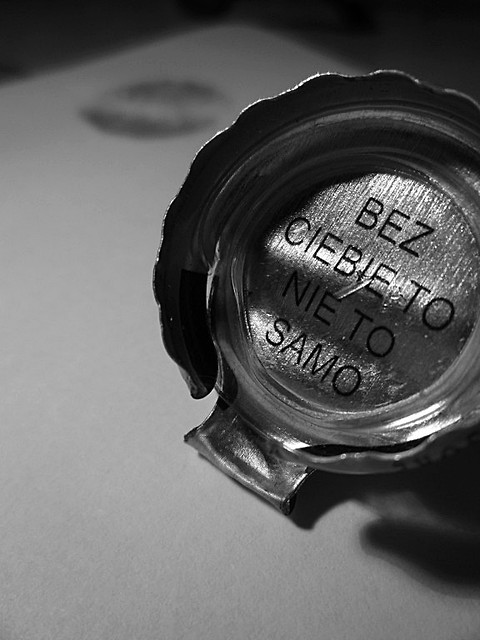 BEZ
CIEBIE TO
NIE TO
SAMO